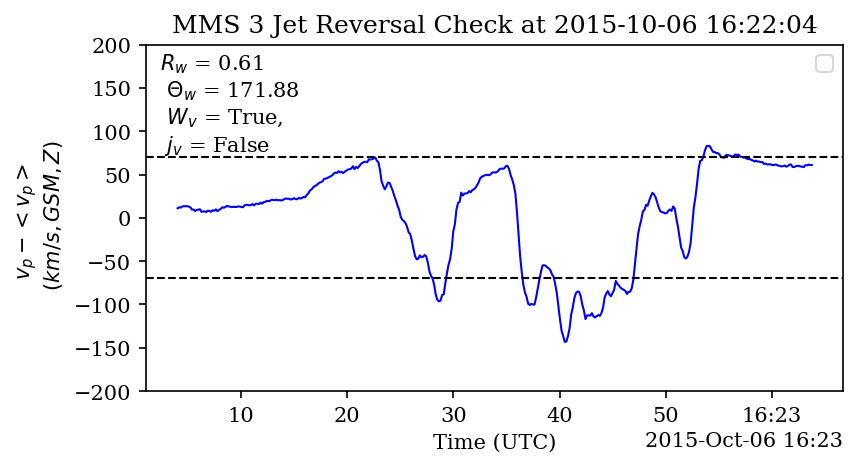 MMS 3 Jet Reversal Check at 2015-10-06 16:22:04
R_w = 0.61
Θ_w = 171.88
W_v = True,
j_v = False
v_p − < v_p >
(km/s, GSM, Z)
200
150
100
50
0
−50
−100
−150
−200
10 20 30 40 50 16:23
Time (UTC) 2015-Oct-06 16:23